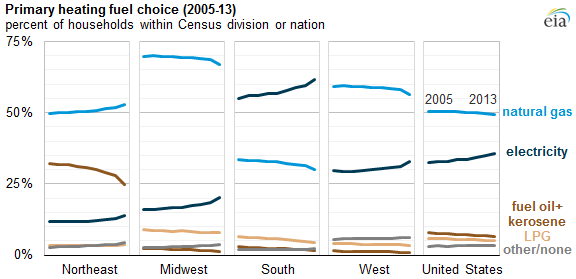 Primary heating fuel choice (2005-13)
percent of households within Census division or nation
eia
75%
50%
25%
0%
2005 2013
natural gas
electricity
fuel oil+
kerosene
LPG
other/none
Northeast Midwest South West United States